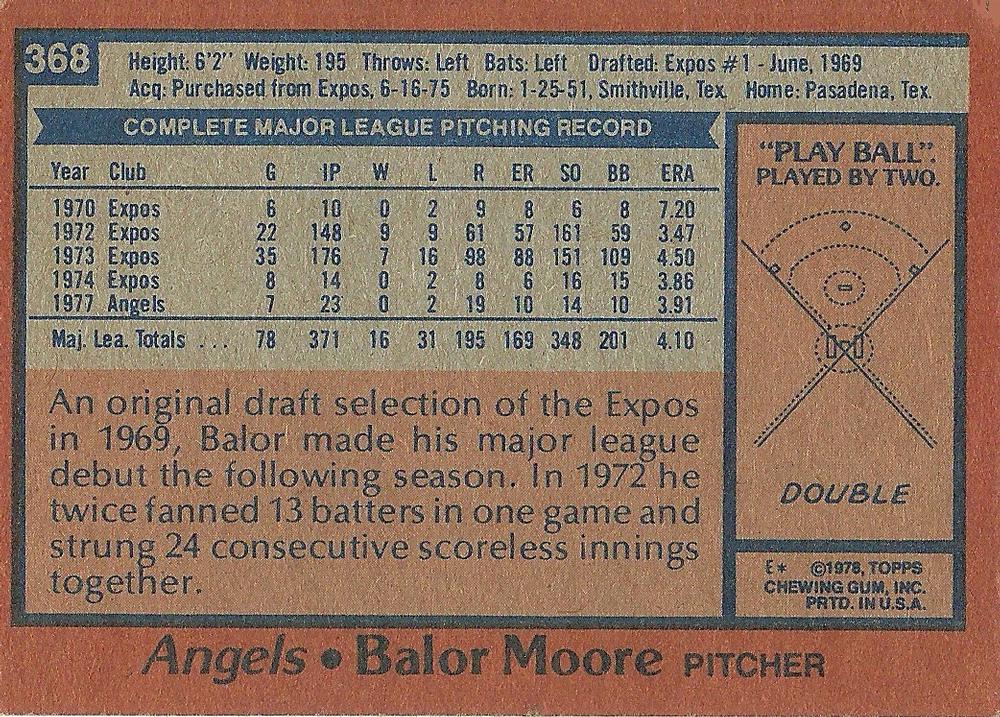 368
Height: 6'2" Weight: 195 Throws: Left Bats: Left Drafted: Expos #1 - June, 1969
Acq: Purchased from Expos, 6-16-75 Born: 1-25-51, Smithville, Tex. Home: Pasadena, Tex.
COMPLETE MAJOR LEAGUE PITCHING RECORD
Year Club G IP W L R ER SO BB ERA
1970 Expos 6 10 0 2 9 8 6 8 7.20
1972 Expos 22 148 9 9 61 57 161 59 3.47
1973 Expos 35 176 7 16 98 88 151 109 4.50
1974 Expos 8 14 0 2 8 6 16 15 3.86
1977 Angels 7 23 0 2 19 10 14 10 3.91
Maj. Lea. Totals . . . 78 371 16 31 195 169 348 201 4.10
An original draft selection of the Expos
in 1969, Balor made his major league
debut the following season. In 1972 he
twice fanned 13 batters in one game and
strung 24 consecutive scoreless innings
together.
"PLAY BALL".
PLAYED BY TWO.
DOUBLE
E* ©1978, TOPPS
CHEWING GUM, INC.
PRTD. IN U.S.A.
Angels • Balor Moore PITCHER